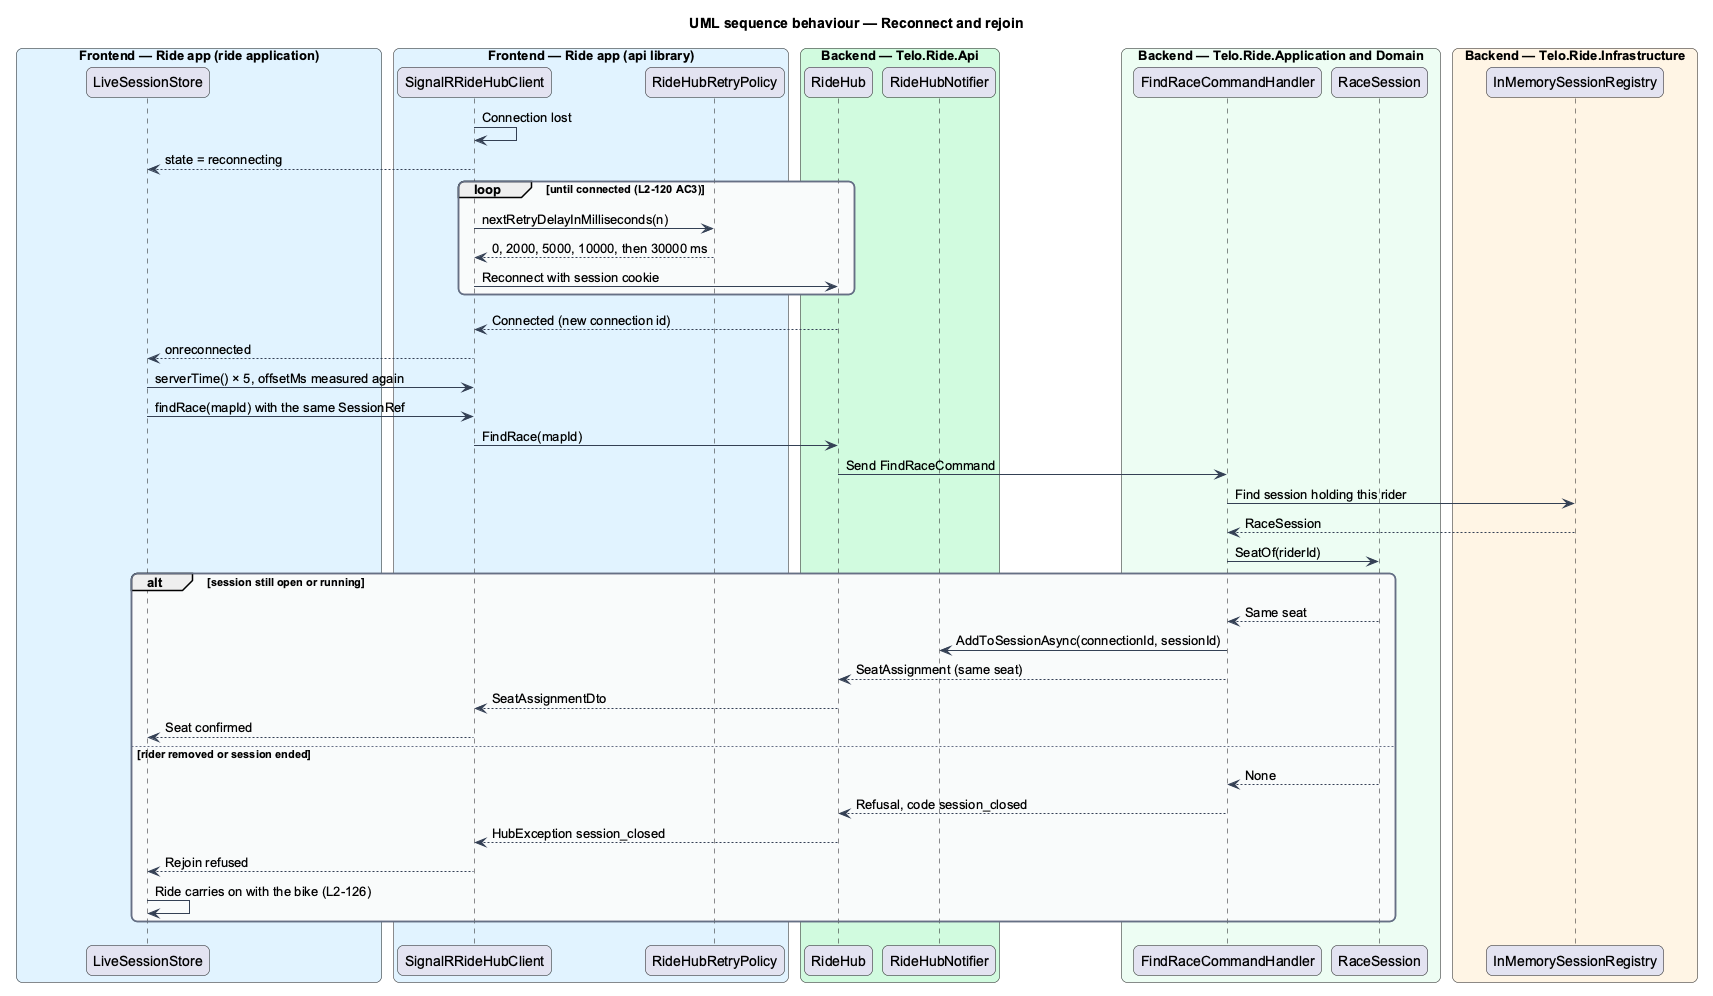 UML sequence behaviour — Reconnect and rejoin
Frontend — Ride app (ride application)
Frontend — Ride app (api library)
Backend — Telo.Ride.Api
Backend — Telo.Ride.Application and Domain
Backend — Telo.Ride.Infrastructure
LiveSessionStore
SignalRRideHubClient
RideHubRetryPolicy
RideHub
RideHubNotifier
FindRaceCommandHandler
RaceSession
InMemorySessionRegistry
Connection lost
state = reconnecting
loop [until connected (L2-120 AC3)]
nextRetryDelayInMilliseconds(n)
0, 2000, 5000, 10000, then 30000 ms
Reconnect with session cookie
Connected (new connection id)
onreconnected
serverTime() × 5, offsetMs measured again
findRace(mapId) with the same SessionRef
FindRace(mapId)
Send FindRaceCommand
Find session holding this rider
RaceSession
SeatOf(riderId)
alt [session still open or running]
Same seat
AddToSessionAsync(connectionId, sessionId)
SeatAssignment (same seat)
SeatAssignmentDto
Seat confirmed
[rider removed or session ended]
None
Refusal, code session_closed
HubException session_closed
Rejoin refused
Ride carries on with the bike (L2-126)
LiveSessionStore
SignalRRideHubClient
RideHubRetryPolicy
RideHub
RideHubNotifier
FindRaceCommandHandler
RaceSession
InMemorySessionRegistry